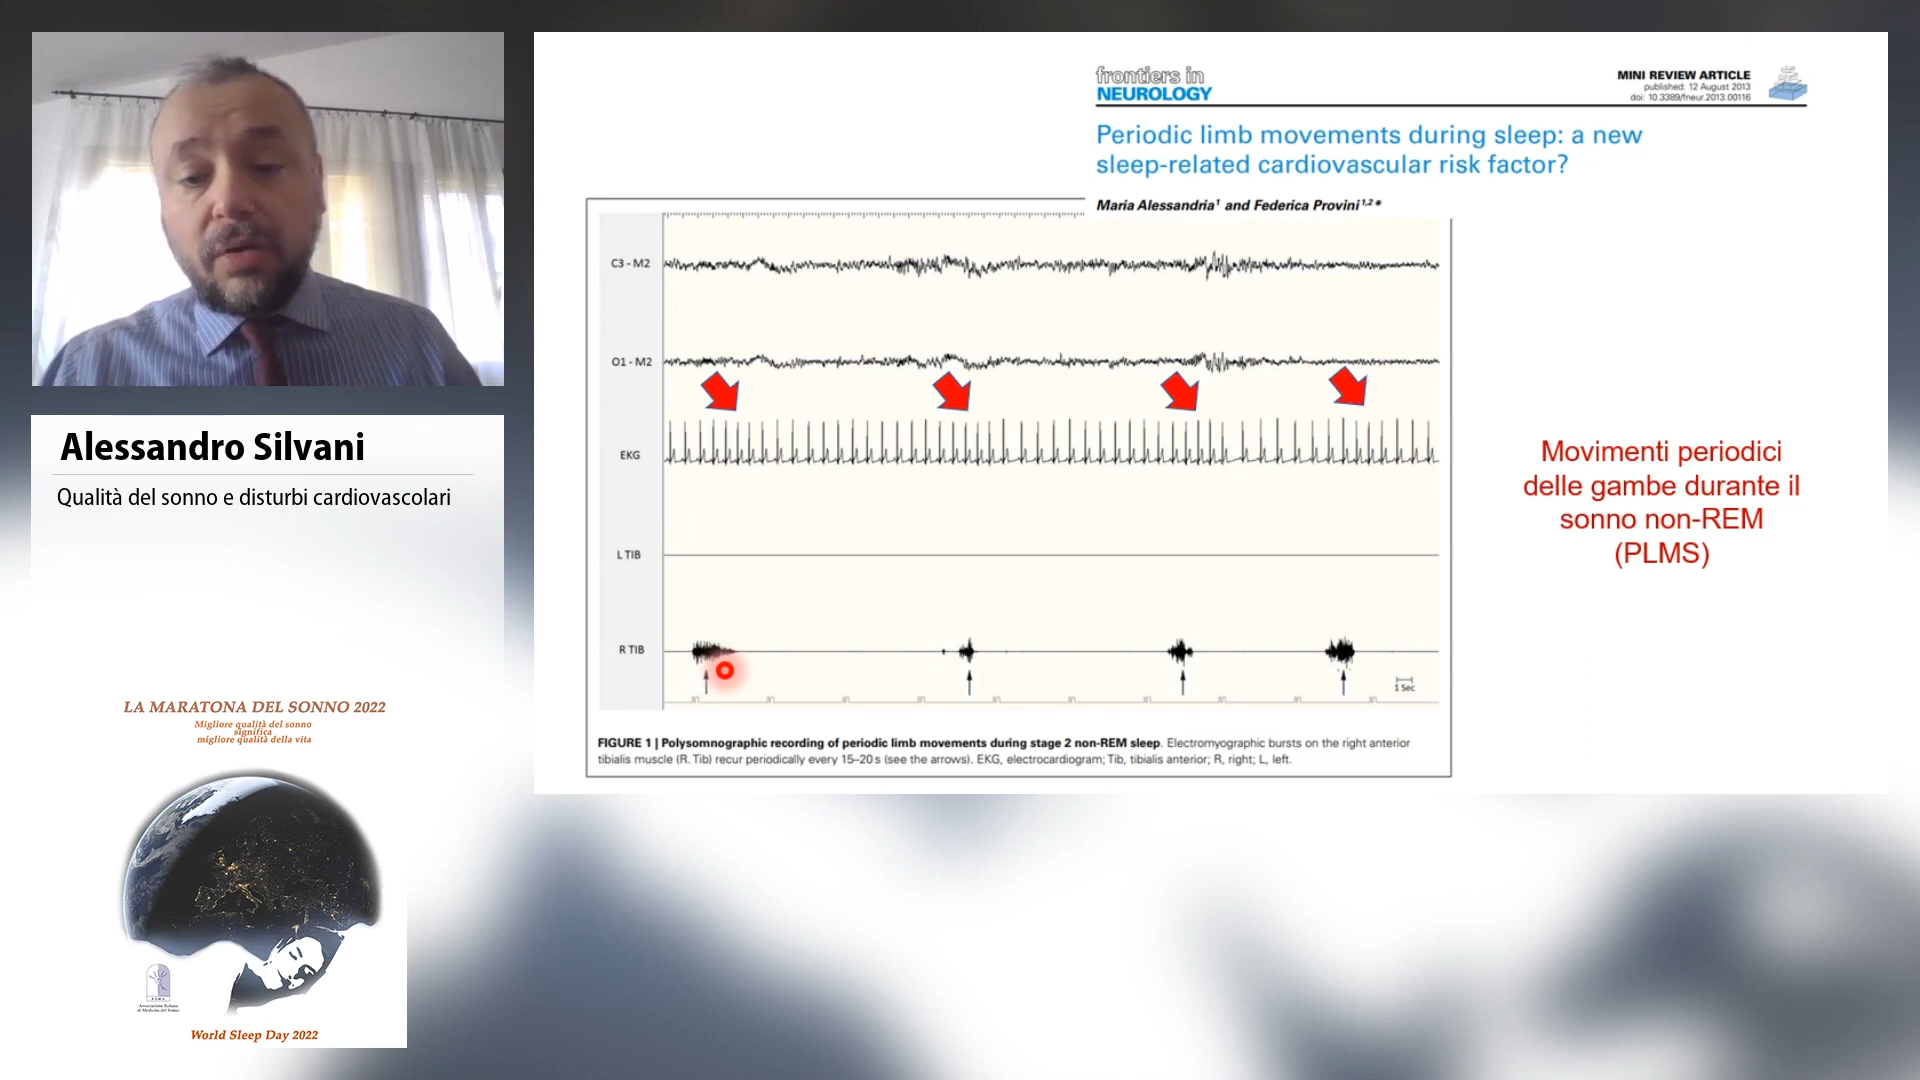 Alessandro Silvani
Qualità del sonno e disturbi cardiovascolari
LA MARATONA DEL SONNO 2022
Migliore qualità del sonno
significa
migliore qualità della vita
Associazione Italiana
di Medicina del Sonno
World Sleep Day 2022
frontiers in
NEUROLOGY
MINI REVIEW ARTICLE
published: 12 August 2013
doi: 10.3389/fneur.2013.00116
Periodic limb movements during sleep: a new
sleep-related cardiovascular risk factor?
Maria Alessandria¹ and Federica Provini¹,²*
C3 - M2
O1 - M2
EKG
L TIB
R TIB
1 Sec
FIGURE 1 | Polysomnographic recording of periodic limb movements during stage 2 non-REM sleep. Electromyographic bursts on the right anterior
tibialis muscle (R. Tib) recur periodically every 15–20 s (see the arrows). EKG, electrocardiogram; Tib, tibialis anterior; R, right; L, left.
Movimenti periodici
delle gambe durante il
sonno non-REM
(PLMS)